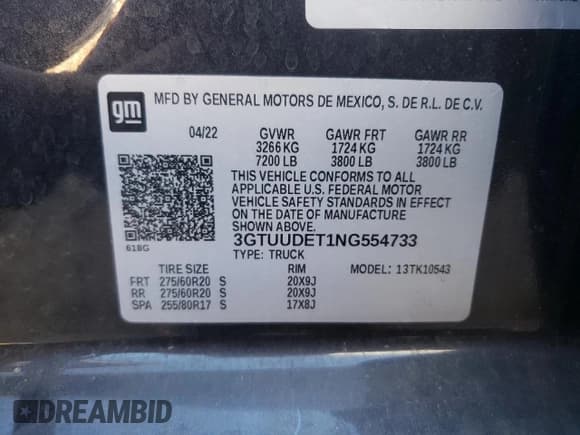 gm
MFD BY GENERAL MOTORS DE MEXICO, S. DE R.L. DE C.V.
04/22 GVWR GAWR FRT GAWR RR
3266 KG 1724 KG 1724 KG
7200 LB 3800 LB 3800 LB
THIS VEHICLE CONFORMS TO ALL
APPLICABLE U.S. FEDERAL MOTOR
VEHICLE SAFETY STANDARDS IN EFFECT
ON THE DATE OF MANUFACTURE
SHOWN ABOVE.
61BG 3GTUUDET1NG554733
TYPE: TRUCK
TIRE SIZE RIM MODEL: 13TK10543
FRT 275/60R20 S 20X9J
RR 275/60R20 S 20X9J
SPA 255/80R17 S 17X8J
DREAMBID